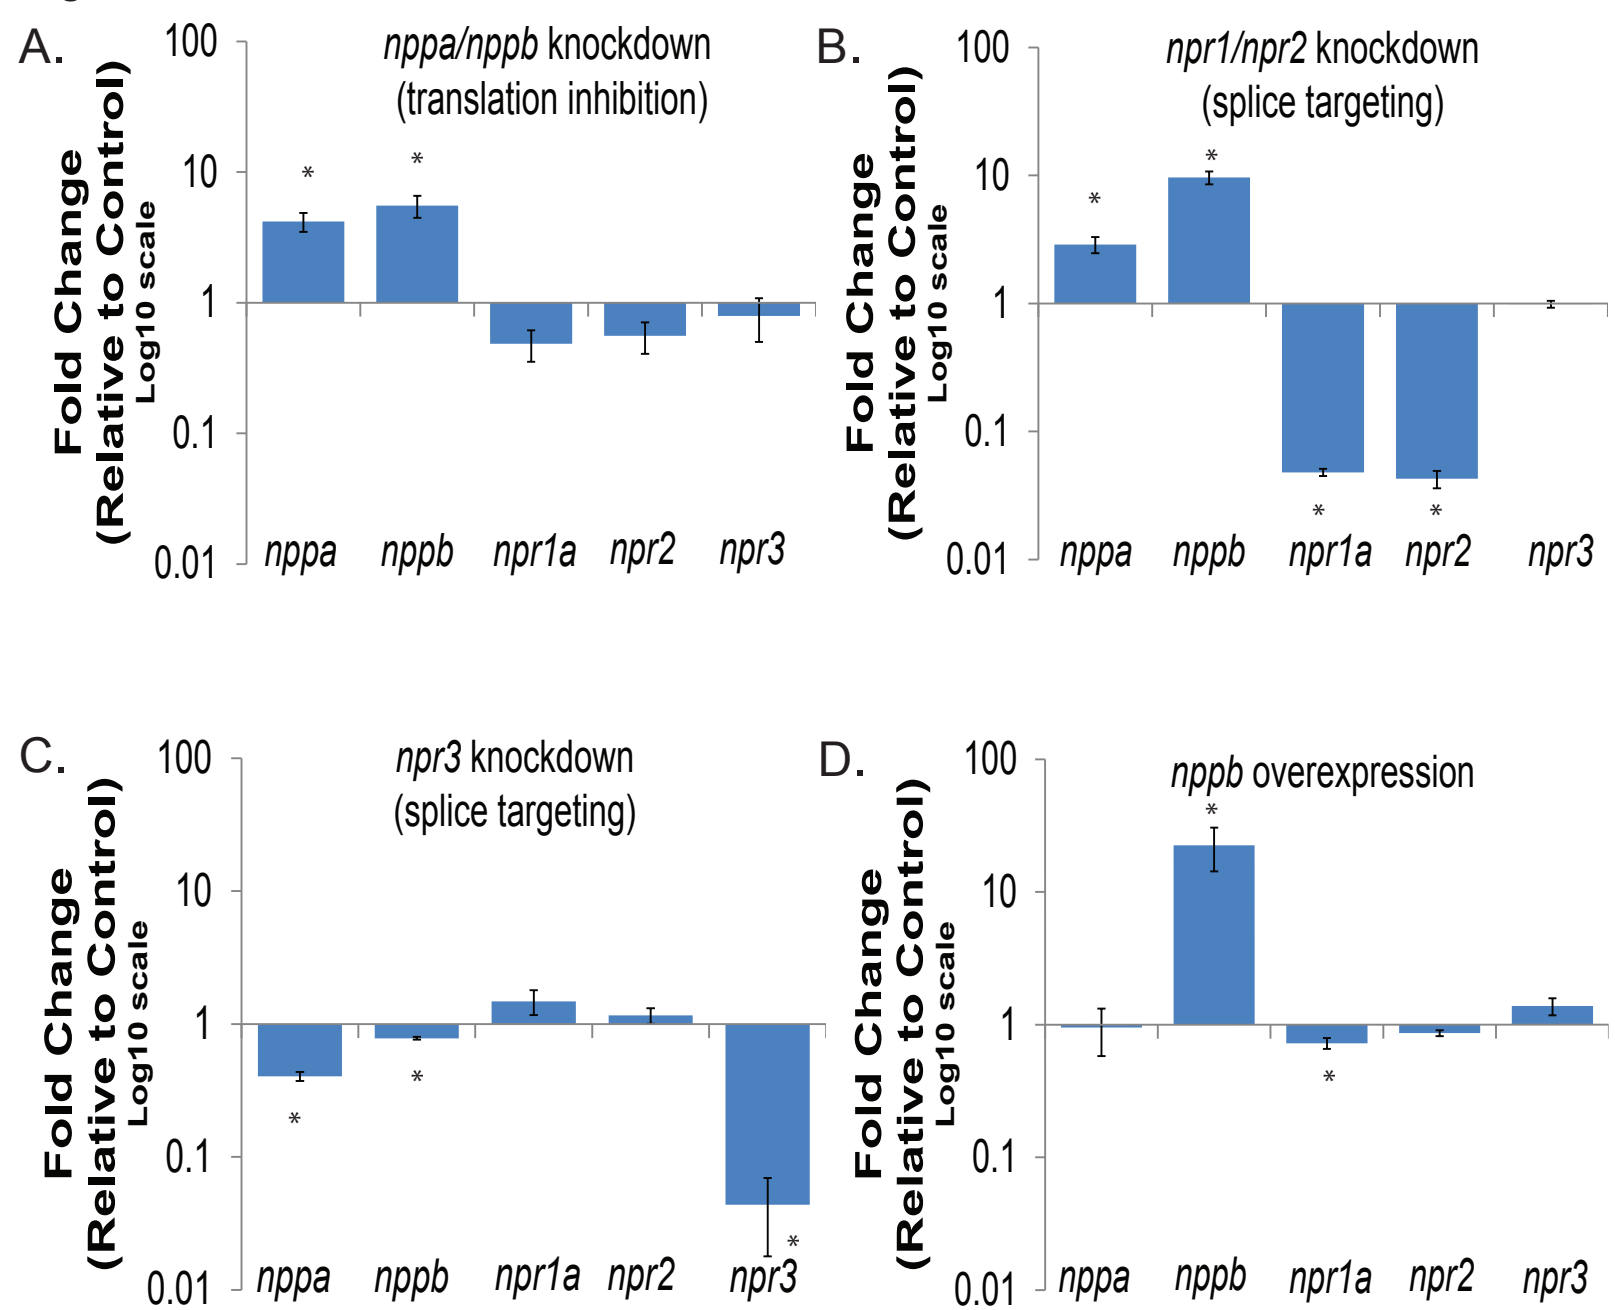 A.
nppa/nppb knockdown
(translation inhibition)
Fold Change
(Relative to Control)
Log10 scale
100
10
1
0.1
0.01
*
*
nppa nppb npr1a npr2 npr3
B.
npr1/npr2 knockdown
(splice targeting)
Fold Change
(Relative to Control)
Log10 scale
100
10
1
0.1
0.01
*
*
*
*
nppa nppb npr1a npr2 npr3
C.
npr3 knockdown
(splice targeting)
Fold Change
(Relative to Control)
Log10 scale
100
10
1
0.1
0.01
*
*
*
nppa nppb npr1a npr2 npr3
D.
nppb overexpression
Fold Change
(Relative to Control)
Log10 scale
100
10
1
0.1
0.01
*
*
nppa nppb npr1a npr2 npr3